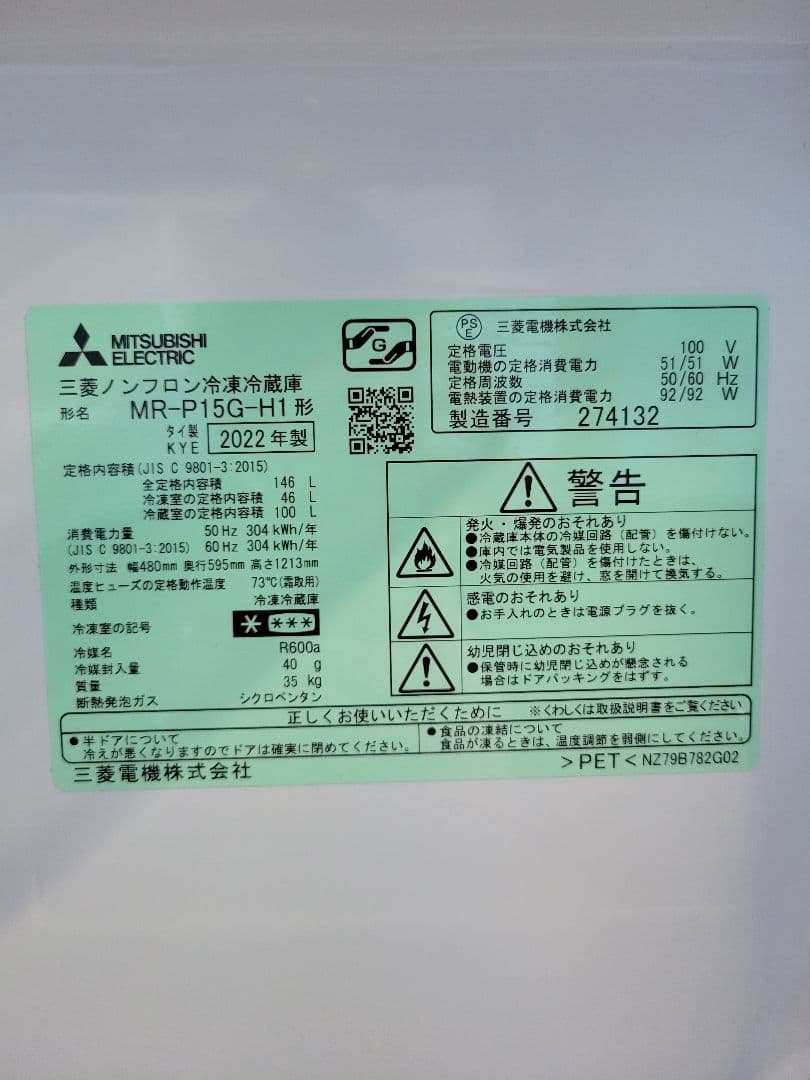 MITSUBISHI
ELECTRIC
三菱ノンフロン冷凍冷蔵庫
形名 MR-P15G-H1形
タイ製
KYE 2022年製
G
定格内容積(JIS C 9801-3:2015)
全定格内容積 146 L
冷凍室の定格内容積 46 L
冷蔵室の定格内容積 100 L
消費電力量 50Hz 304kWh/年
(JIS C 9801-3:2015) 60Hz 304kWh/年
外形寸法 幅480mm 奥行595mm 高さ1213mm
温度ヒューズの定格動作温度 73℃(霜取用)
種類 冷凍冷蔵庫
冷凍室の記号 * ***
冷媒名 R600a
冷媒封入量 40 g
質量 35 kg
断熱発泡ガス シクロペンタン
PSE 三菱電機株式会社
定格電圧 100 V
電動機の定格消費電力 51/51 W
定格周波数 50/60 Hz
電熱装置の定格消費電力 92/92 W
製造番号 274132
警告
発火・爆発のおそれあり
●冷蔵庫本体の冷媒回路(配管)を傷付けない。
●庫内では電気製品を使用しない。
●冷媒回路(配管)を傷付けたときは、
火気の使用を避け、窓を開けて換気する。
感電のおそれあり
●お手入れのときは電源プラグを抜く。
幼児閉じ込めのおそれあり
●保管時に幼児閉じ込めが懸念される
場合はドアパッキングをはずす。
正しくお使いいただくために ※くわしくは取扱説明書をご覧ください
●半ドアについて
冷えが悪くなりますのでドアは確実に閉めてください。
●食品の凍結について
食品が凍るときは、温度調節を弱側にしてください。
三菱電機株式会社
>PET< NZ79B782G02